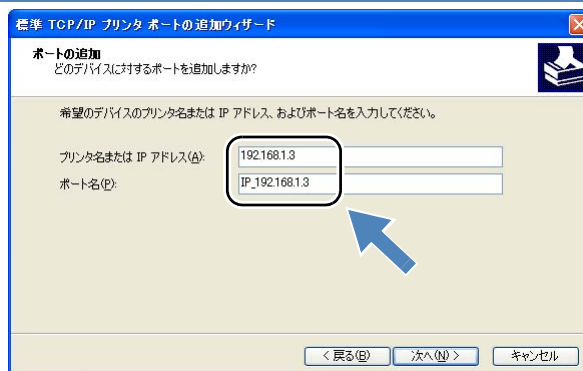 標準 TCP/IP プリンタ ポートの追加ウィザード
ポートの追加
どのデバイスに対するポートを追加しますか?
希望のデバイスのプリンタ名または IP アドレス、およびポート名を入力してください。
プリンタ名または IP アドレス(A): 192.168.1.3
ポート名(P): IP_192.168.1.3
< 戻る(B) 次へ(N) > キャンセル